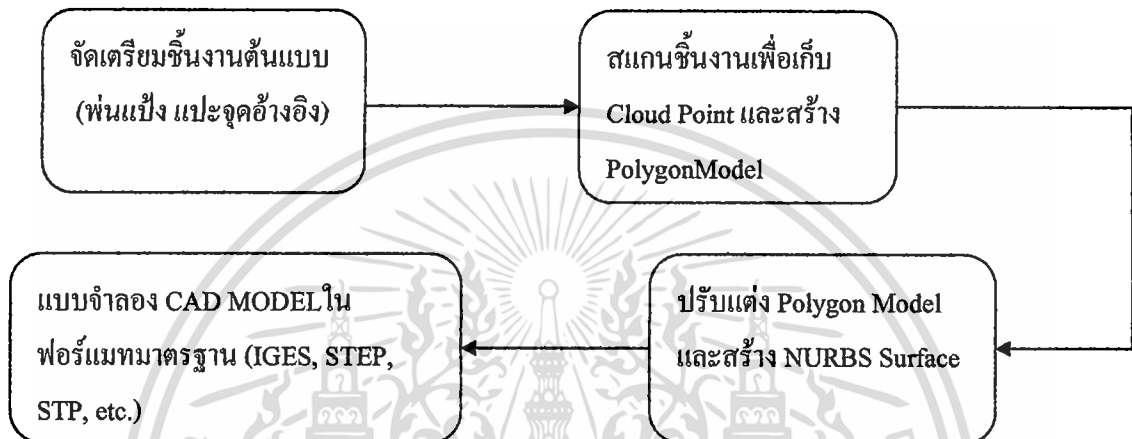 จัดเตรียมชิ้นงานต้นแบบ
(พ่นแป้ง แปะจุดอ้างอิง)
สแกนชิ้นงานเพื่อเก็บ
Cloud Point และสร้าง
PolygonModel
ปรับแต่ง Polygon Model
และสร้าง NURBS Surface
แบบจำลอง CAD MODELใน
ฟอร์แมทมาตรฐาน (IGES, STEP,
STP, etc.)